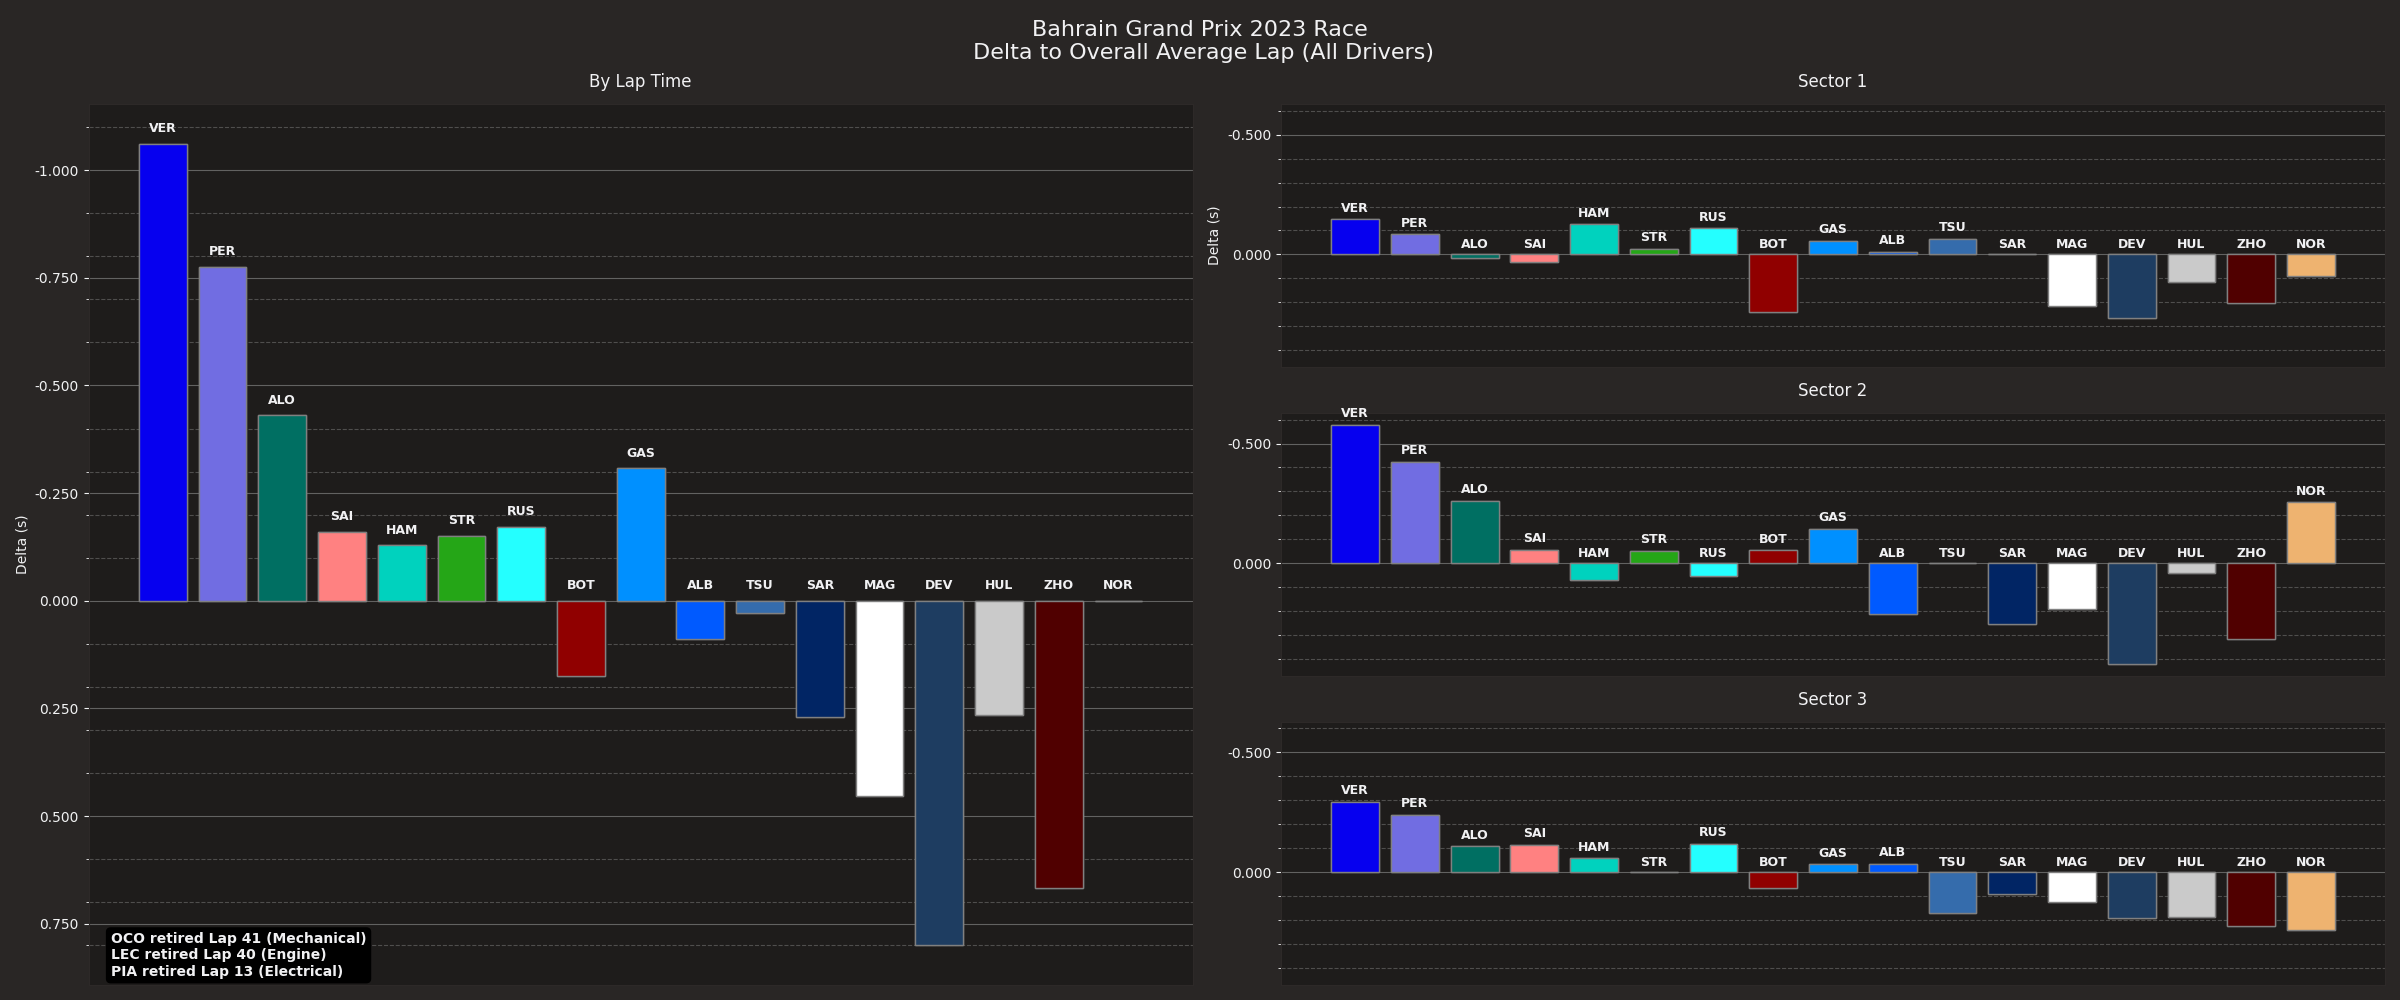 Bahrain Grand Prix 2023 Race
Delta to Overall Average Lap (All Drivers)
By Lap Time
Delta (s)
-1.000
-0.750
-0.500
-0.250
0.000
0.250
0.500
0.750
VER
PER
ALO
SAI
HAM
STR
RUS
BOT
GAS
ALB
TSU
SAR
MAG
DEV
HUL
ZHO
NOR
OCO retired Lap 41 (Mechanical)
LEC retired Lap 40 (Engine)
PIA retired Lap 13 (Electrical)
Sector 1
Delta (s)
-0.500
0.000
VER
PER
ALO
SAI
HAM
STR
RUS
BOT
GAS
ALB
TSU
SAR
MAG
DEV
HUL
ZHO
NOR
Sector 2
-0.500
0.000
VER
PER
ALO
SAI
HAM
STR
RUS
BOT
GAS
ALB
TSU
SAR
MAG
DEV
HUL
ZHO
NOR
Sector 3
-0.500
0.000
VER
PER
ALO
SAI
HAM
STR
RUS
BOT
GAS
ALB
TSU
SAR
MAG
DEV
HUL
ZHO
NOR